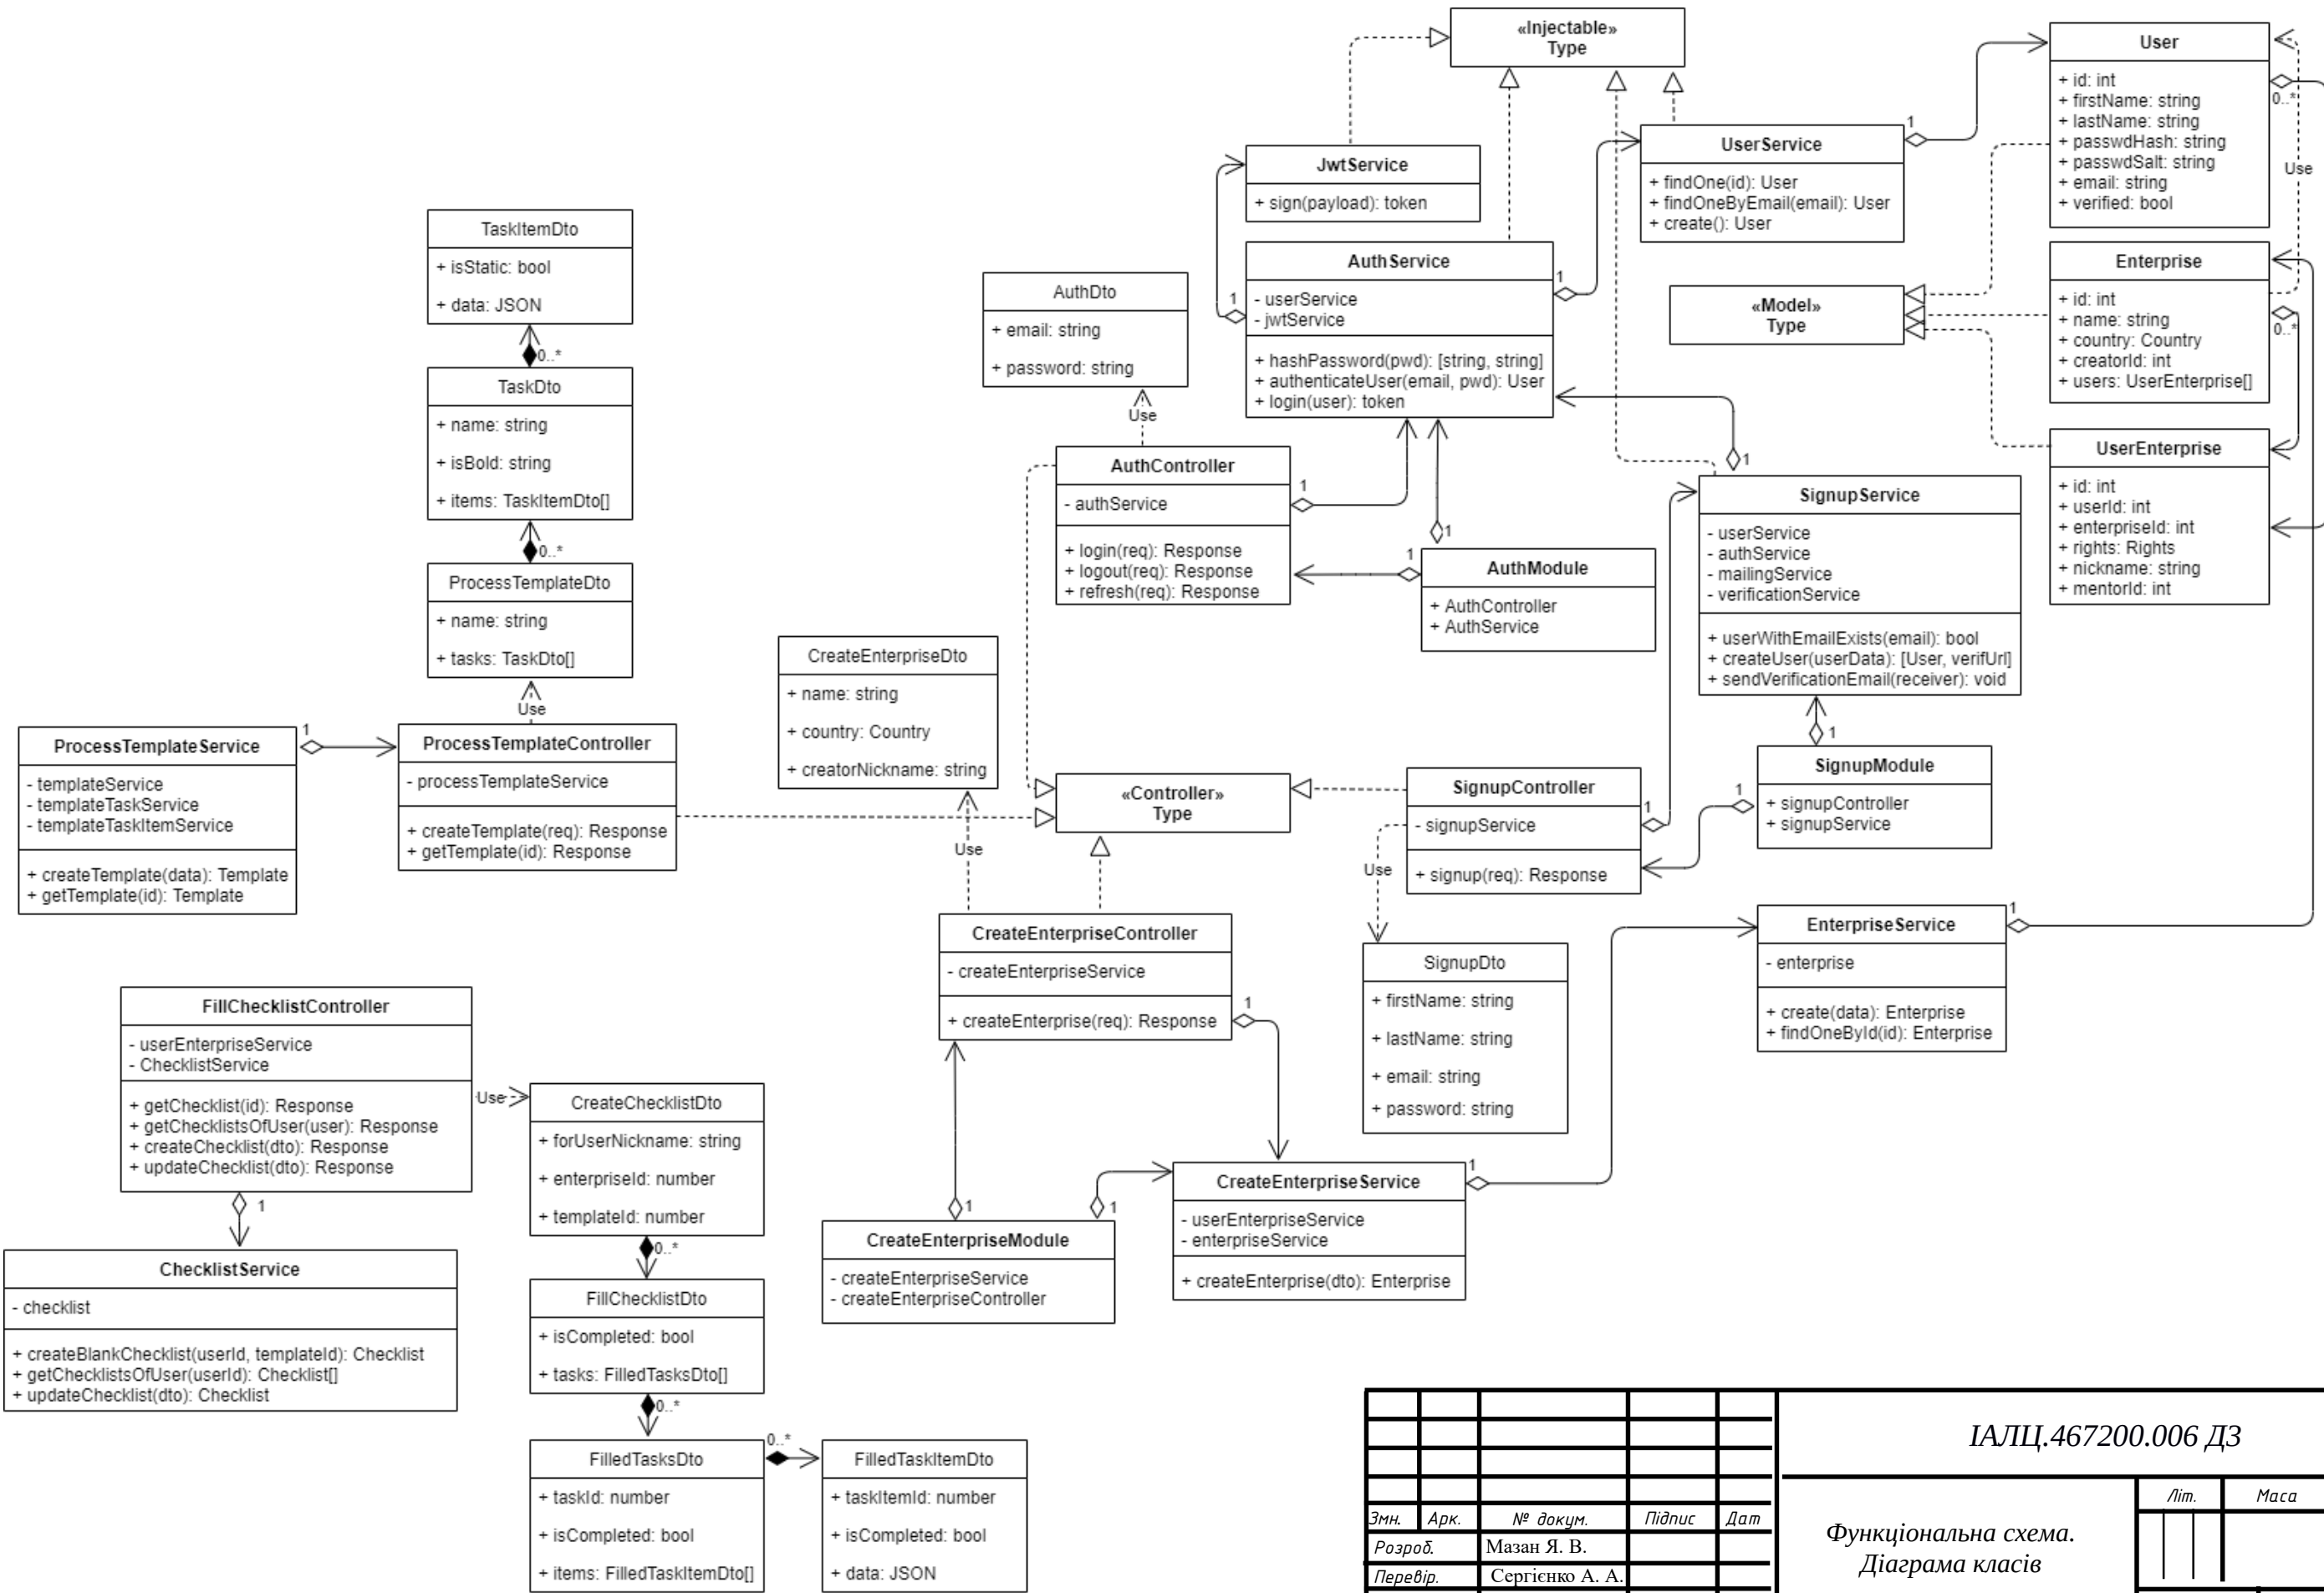 «Injectable»
Type
User
+ id: int
+ firstName: string
+ lastName: string
+ passwdHash: string
+ passwdSalt: string
+ email: string
+ verified: bool
0..*
Use
UserService
+ findOne(id): User
+ findOneByEmail(email): User
+ create(): User
1
JwtService
+ sign(payload): token
AuthService
- userService
- jwtService
+ hashPassword(pwd): [string, string]
+ authenticateUser(email, pwd): User
+ login(user): token
1
1
Enterprise
+ id: int
+ name: string
+ country: Country
+ creatorId: int
+ users: UserEnterprise[]
0..*
«Model»
Type
UserEnterprise
+ id: int
+ userId: int
+ enterpriseId: int
+ rights: Rights
+ nickname: string
+ mentorId: int
TaskItemDto
+ isStatic: bool
+ data: JSON
0..*
TaskDto
+ name: string
+ isBold: string
+ items: TaskItemDto[]
0..*
ProcessTemplateDto
+ name: string
+ tasks: TaskDto[]
Use
AuthDto
+ email: string
+ password: string
Use
AuthController
- authService
+ login(req): Response
+ logout(req): Response
+ refresh(req): Response
1
1
1
AuthModule
+ AuthController
+ AuthService
1
SignupService
- userService
- authService
- mailingService
- verificationService
+ userWithEmailExists(email): bool
+ createUser(userData): [User, verifUrl]
+ sendVerificationEmail(receiver): void
1
SignupModule
+ signupController
+ signupService
1
CreateEnterpriseDto
+ name: string
+ country: Country
+ creatorNickname: string
Use
ProcessTemplateService
- templateService
- templateTaskService
- templateTaskItemService
+ createTemplate(data): Template
+ getTemplate(id): Template
1
ProcessTemplateController
- processTemplateService
+ createTemplate(req): Response
+ getTemplate(id): Response
«Controller»
Type
SignupController
- signupService
+ signup(req): Response
1
Use
SignupDto
+ firstName: string
+ lastName: string
+ email: string
+ password: string
CreateEnterpriseController
- createEnterpriseService
+ createEnterprise(req): Response
1
EnterpriseService
- enterprise
+ create(data): Enterprise
+ findOneById(id): Enterprise
1
FillChecklistController
- userEnterpriseService
- ChecklistService
+ getChecklist(id): Response
+ getChecklistsOfUser(user): Response
+ createChecklist(dto): Response
+ updateChecklist(dto): Response
Use
1
ChecklistService
- checklist
+ createBlankChecklist(userId, templateId): Checklist
+ getChecklistsOfUser(userId): Checklist[]
+ updateChecklist(dto): Checklist
CreateChecklistDto
+ forUserNickname: string
+ enterpriseId: number
+ templateId: number
0..*
FillChecklistDto
+ isCompleted: bool
+ tasks: FilledTasksDto[]
0..*
FilledTasksDto
+ taskId: number
+ isCompleted: bool
+ items: FilledTaskItemDto[]
0..*
FilledTaskItemDto
+ taskItemId: number
+ isCompleted: bool
+ data: JSON
1
1
CreateEnterpriseModule
- createEnterpriseService
- createEnterpriseController
CreateEnterpriseService
- userEnterpriseService
- enterpriseService
+ createEnterprise(dto): Enterprise
1
ІАЛЦ.467200.006 Д3
Змн. Арк. № докум. Підпис Дат
Розроб. Мазан Я. В.
Перевір. Сергієнко А. А.
Функціональна схема.
Діаграма класів
Літ. Маса